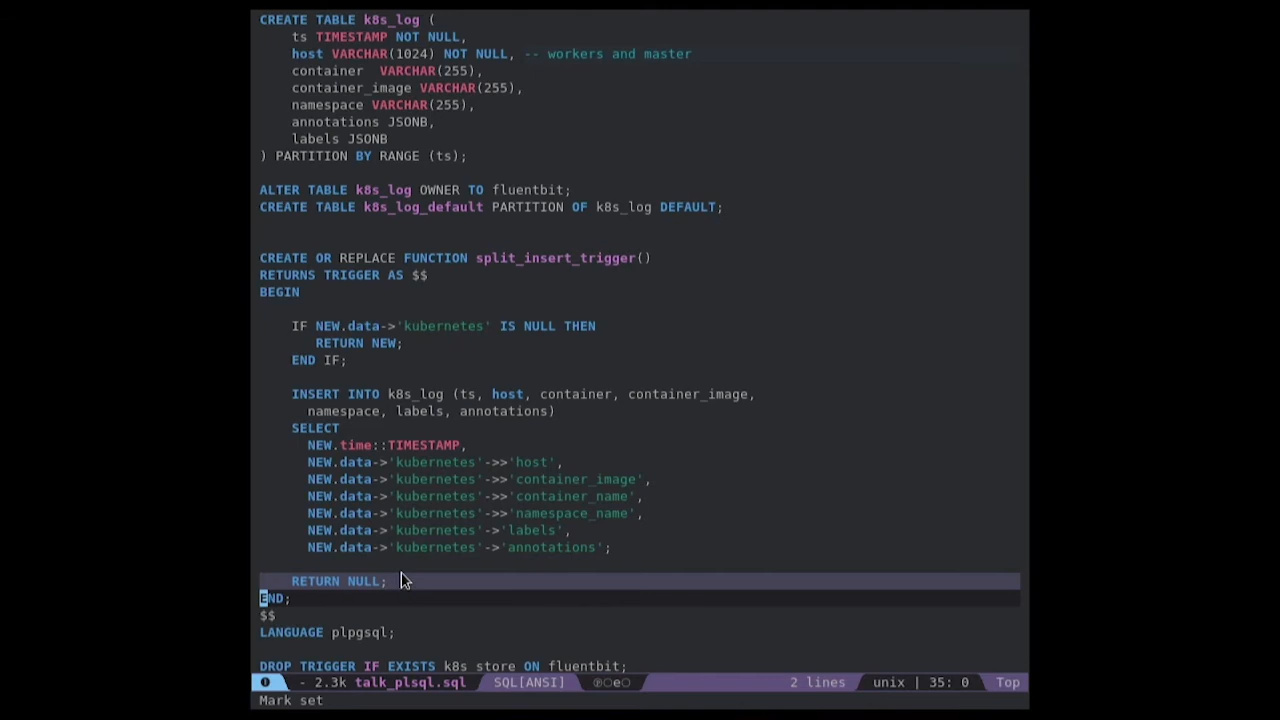 CREATE TABLE k8s_log (
    ts TIMESTAMP NOT NULL,
    host VARCHAR(1024) NOT NULL, -- workers and master
    container  VARCHAR(255),
    container_image VARCHAR(255),
    namespace VARCHAR(255),
    annotations JSONB,
    labels JSONB
) PARTITION BY RANGE (ts);
ALTER TABLE k8s_log OWNER TO fluentbit;
CREATE TABLE k8s_log_default PARTITION OF k8s_log DEFAULT;
CREATE OR REPLACE FUNCTION split_insert_trigger()
RETURNS TRIGGER AS $$
BEGIN
    IF NEW.data->'kubernetes' IS NULL THEN
       RETURN NEW;
    END IF;
    INSERT INTO k8s_log (ts, host, container, container_image,
      namespace, labels, annotations)
    SELECT
      NEW.time::TIMESTAMP,
      NEW.data->'kubernetes'->>'host',
      NEW.data->'kubernetes'->>'container_image',
      NEW.data->'kubernetes'->>'container_name',
      NEW.data->'kubernetes'->>'namespace_name',
      NEW.data->'kubernetes'->'labels',
      NEW.data->'kubernetes'->'annotations';
    RETURN NULL;
END;
$$
LANGUAGE plpgsql;
DROP TRIGGER IF EXISTS k8s_store ON fluentbit;
- 2.3k talk_plsql.sql SQL[ANSI] 2 lines unix | 35: 0 Top
Mark set